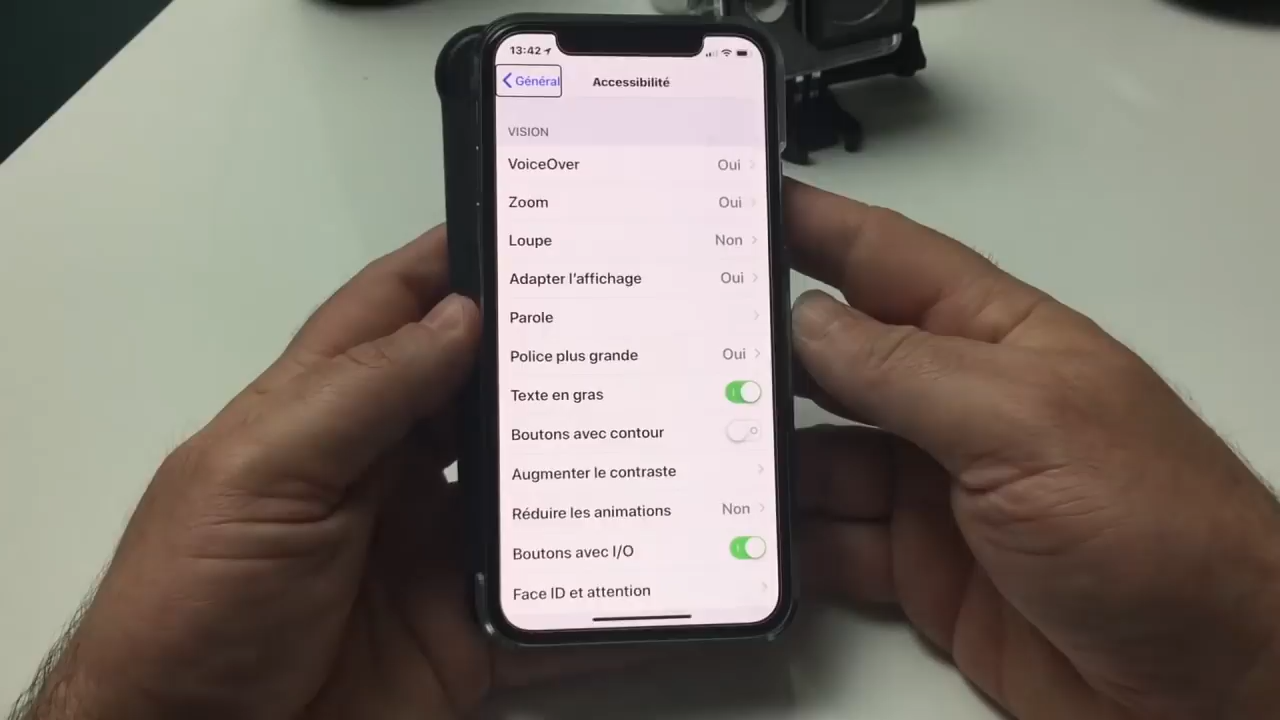 13:42
Général
Accessibilité
VISION
VoiceOver Oui
Zoom Oui
Loupe Non
Adapter l'affichage Oui
Parole
Police plus grande Oui
Texte en gras
Boutons avec contour
Augmenter le contraste
Réduire les animations Non
Boutons avec I/O
Face ID et attention